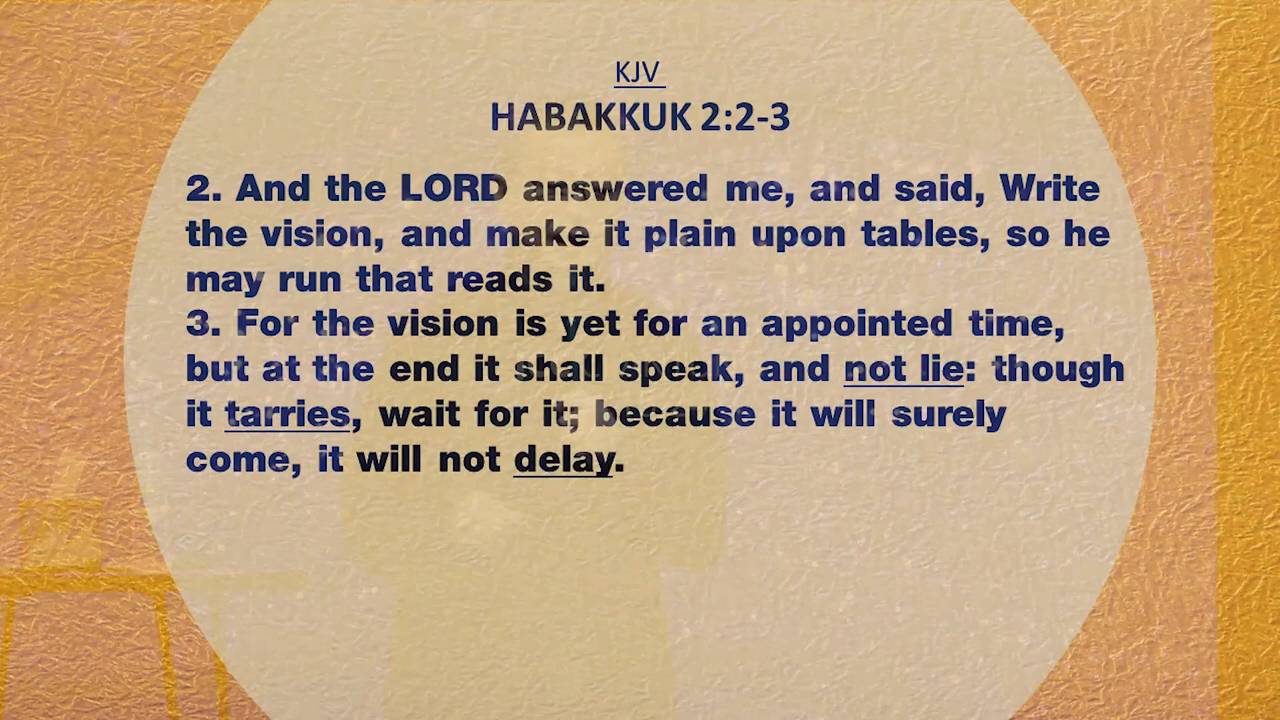 KJV
HABAKKUK 2:2-3
2. And the LORD answered me, and said, Write
the vision, and make it plain upon tables, so he
may run that reads it.
3. For the vision is yet for an appointed time,
but at the end it shall speak, and not lie: though
it tarries, wait for it; because it will surely
come, it will not delay.